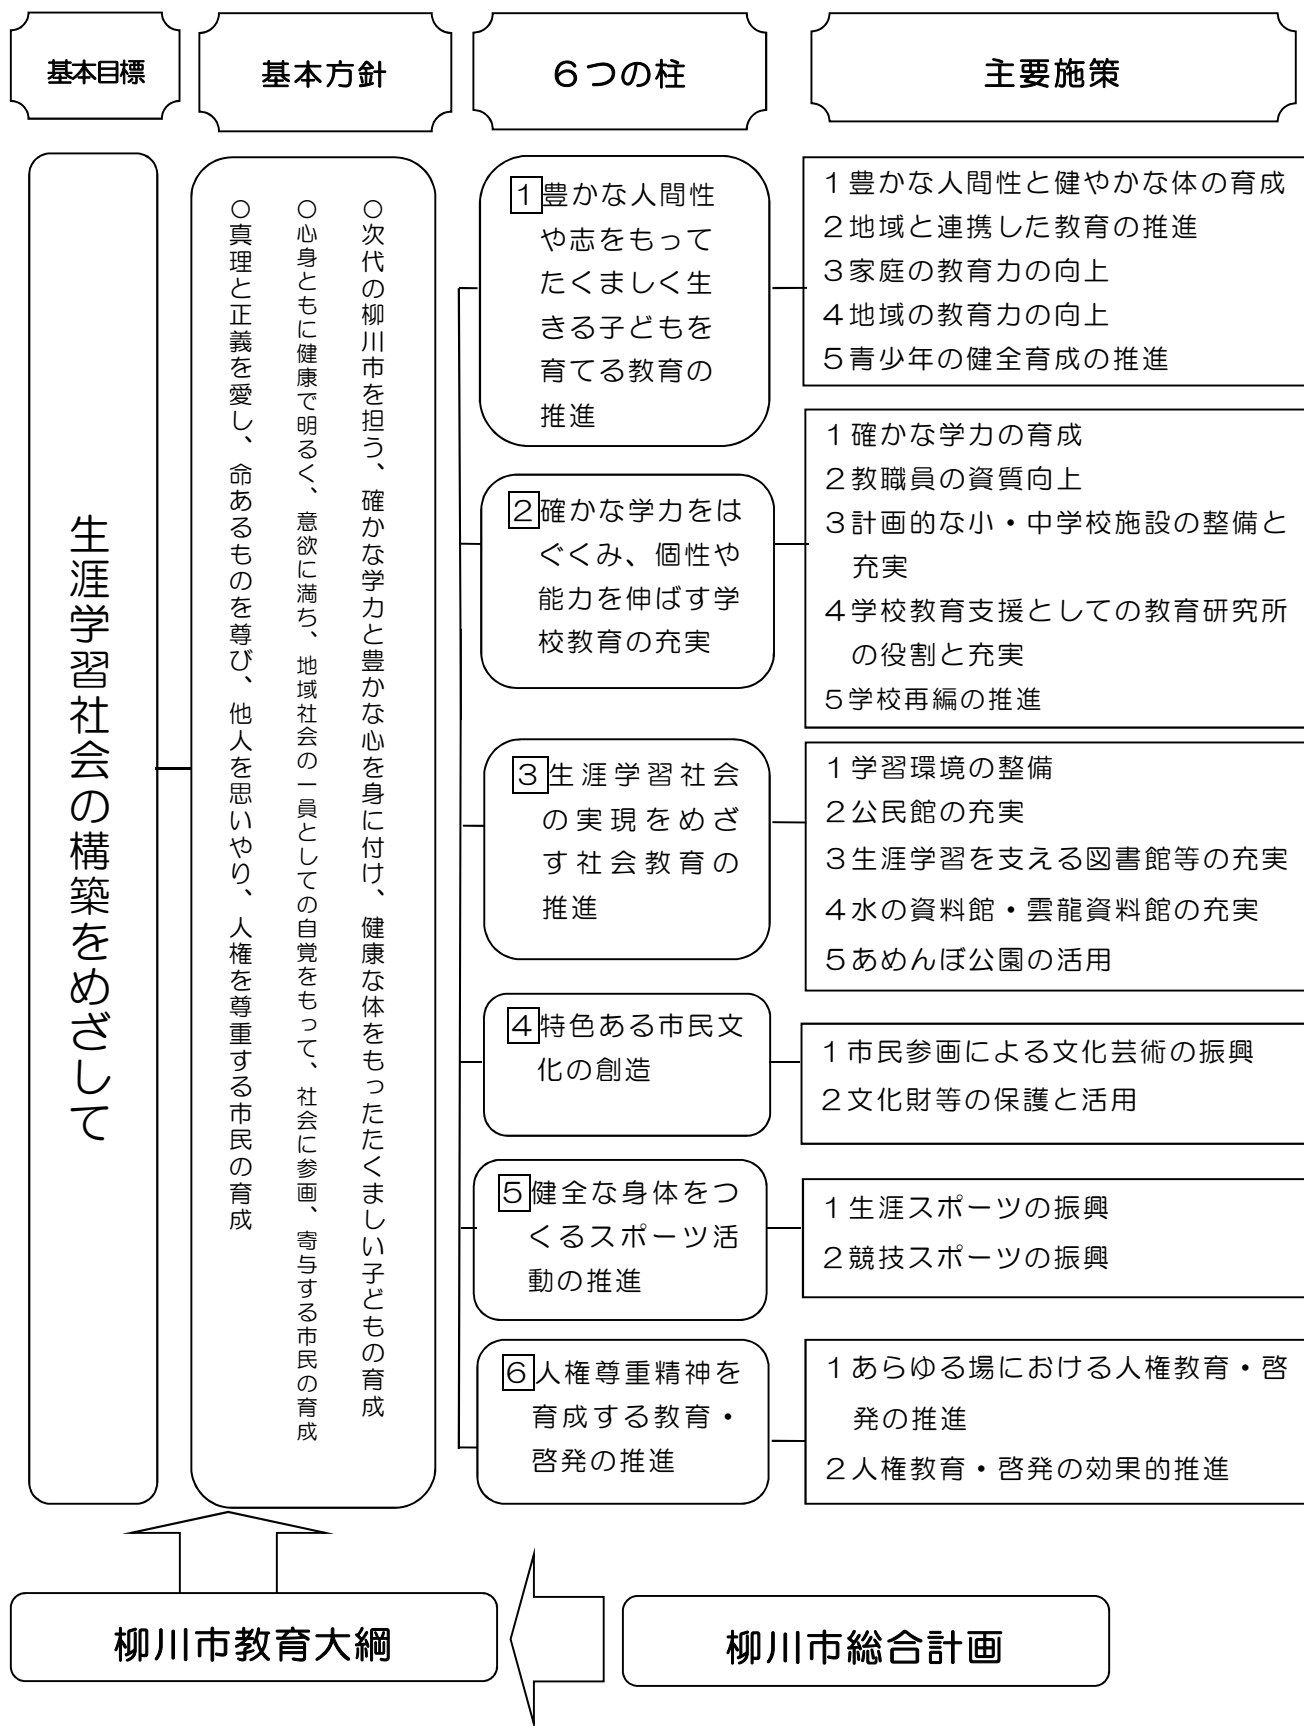 基本目標
基本方針
6つの柱
主要施策
生涯学習社会の構築をめざして
○次代の柳川市を担う、確かな学力と豊かな心を身に付け、健康な体をもったたくましい子どもの育成
○心身ともに健康で明るく、意欲に満ち、地域社会の一員としての自覚をもって、社会に参画、寄与する市民の育成
○真理と正義を愛し、命あるものを尊び、他人を思いやり、人権を尊重する市民の育成
1豊かな人間性
や志をもって
たくましく生
きる子どもを
育てる教育の
推進
1豊かな人間性と健やかな体の育成
2地域と連携した教育の推進
3家庭の教育力の向上
4地域の教育力の向上
5青少年の健全育成の推進
2確かな学力をは
ぐくみ、個性や
能力を伸ばす学
校教育の充実
1確かな学力の育成
2教職員の資質向上
3計画的な小・中学校施設の整備と
充実
4学校教育支援としての教育研究所
の役割と充実
5学校再編の推進
3生涯学習社会
の実現をめざ
す社会教育の
推進
1学習環境の整備
2公民館の充実
3生涯学習を支える図書館等の充実
4水の資料館・雲龍資料館の充実
5あめんぼ公園の活用
4特色ある市民文
化の創造
1市民参画による文化芸術の振興
2文化財等の保護と活用
5健全な身体をつ
くるスポーツ活
動の推進
1生涯スポーツの振興
2競技スポーツの振興
6人権尊重精神を
育成する教育・
啓発の推進
1あらゆる場における人権教育・啓
発の推進
2人権教育・啓発の効果的推進
柳川市教育大綱
柳川市総合計画